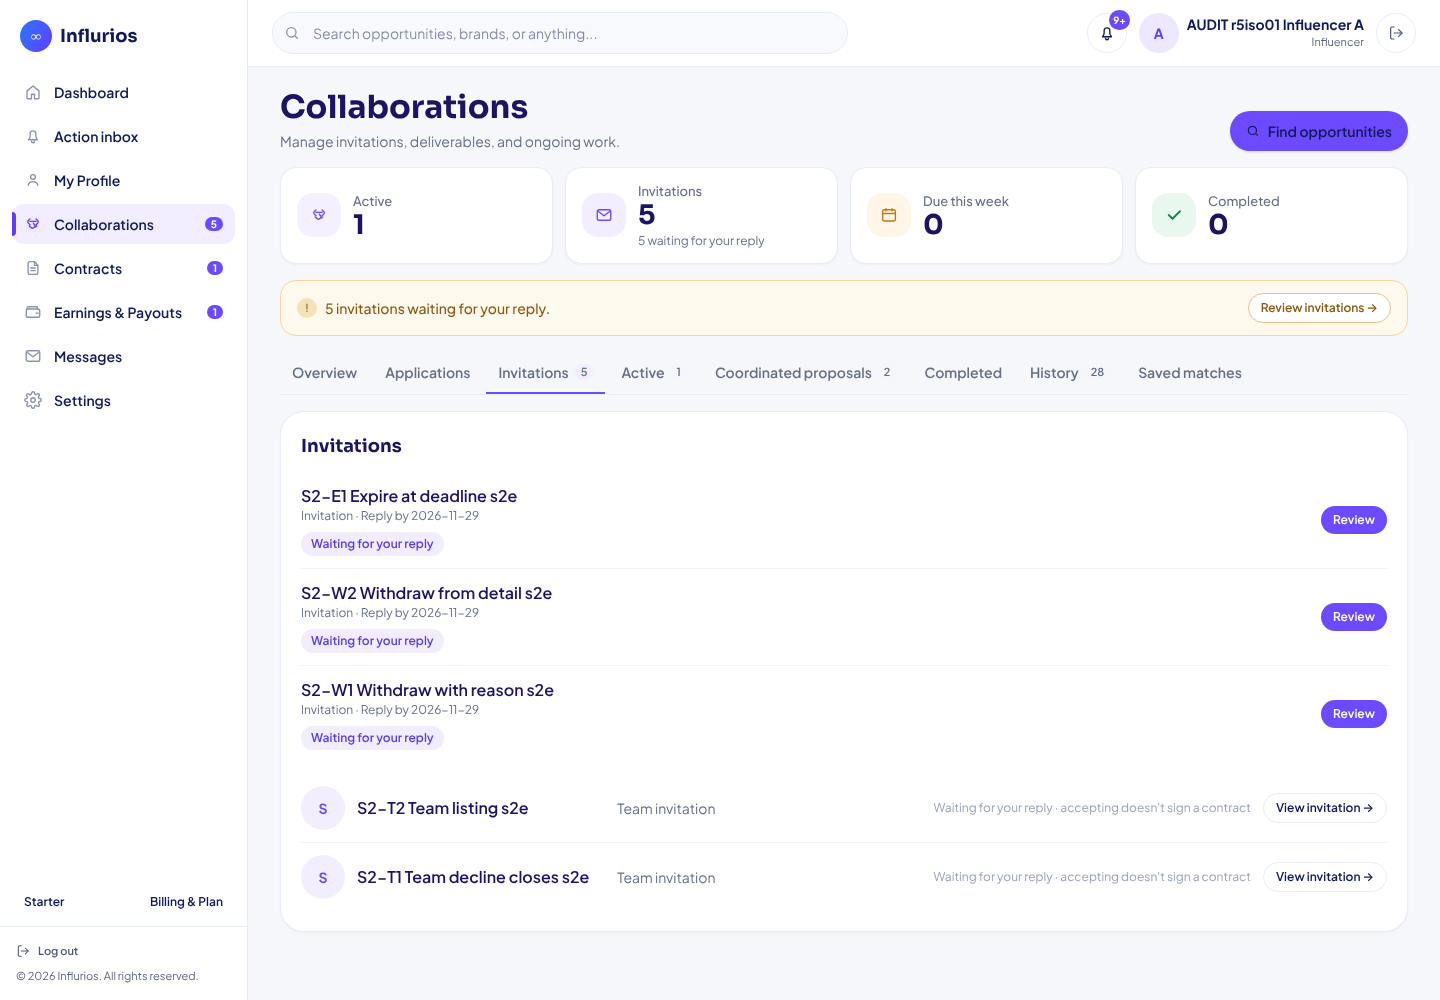 ∞ Influrios
Search opportunities, brands, or anything...
9+
A
AUDIT r5iso01 Influencer A
Influencer
Dashboard
Action inbox
My Profile
Collaborations 5
Contracts 1
Earnings & Payouts 1
Messages
Settings
Starter Billing & Plan
Log out
© 2026 Influrios. All rights reserved.
Collaborations
Manage invitations, deliverables, and ongoing work.
Find opportunities
Active
1
Invitations
5
5 waiting for your reply
Due this week
0
Completed
0
! 5 invitations waiting for your reply. Review invitations →
Overview Applications Invitations 5 Active 1 Coordinated proposals 2 Completed History 28 Saved matches
Invitations
S2-E1 Expire at deadline s2e
Invitation · Reply by 2026-11-29
Waiting for your reply
Review
S2-W2 Withdraw from detail s2e
Invitation · Reply by 2026-11-29
Waiting for your reply
Review
S2-W1 Withdraw with reason s2e
Invitation · Reply by 2026-11-29
Waiting for your reply
Review
S S2-T2 Team listing s2e Team invitation Waiting for your reply · accepting doesn't sign a contract View invitation →
S S2-T1 Team decline closes s2e Team invitation Waiting for your reply · accepting doesn't sign a contract View invitation →